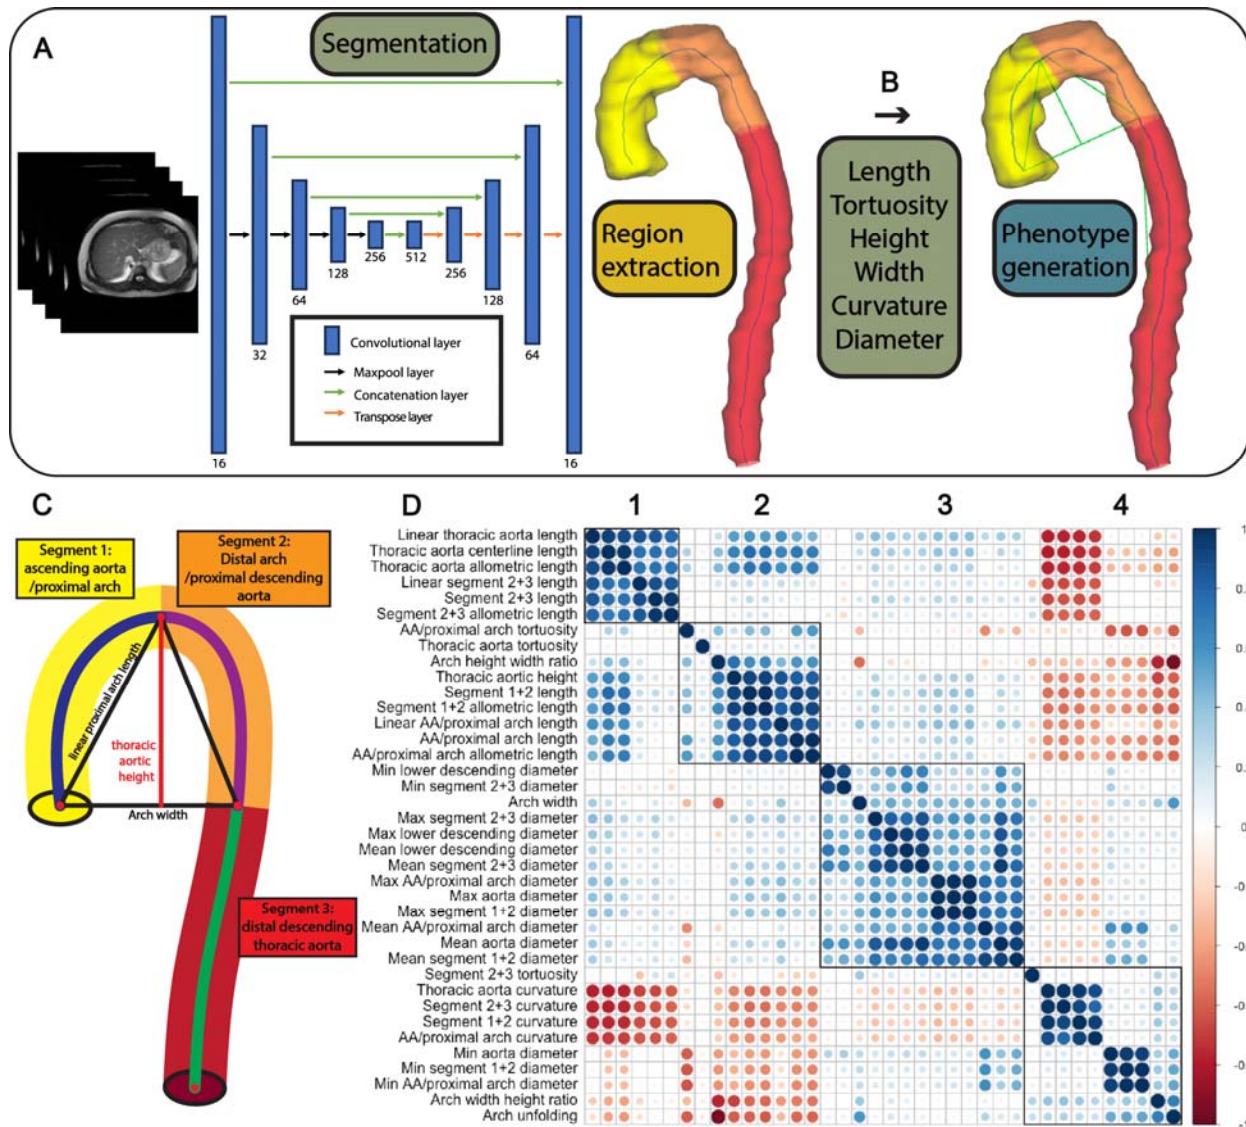 A
Segmentation
B
Length
Tortuosity
Height
Width
Curvature
Diameter
Region
extraction
Phenotype
generation
16
32
64
128
256
512
256
128
64
16
Convolutional layer
Maxpool layer
Concatenation layer
Transpose layer
C
Segment 1:
ascending aorta
/proximal arch
Segment 2:
Distal arch
/proximal descending
aorta
linear proximal arch length
thoracic
aortic
height
Arch width
Segment 3:
distal descending
thoracic aorta
D
1
2
3
4
Linear thoracic aorta length
Thoracic aorta centerline length
Thoracic aorta allometric length
Linear segment 2+3 length
Segment 2+3 length
Segment 2+3 allometric length
AA/proximal arch tortuosity
Thoracic aorta tortuosity
Arch height width ratio
Thoracic aortic height
Segment 1+2 length
Segment 1+2 allometric length
Linear AA/proximal arch length
AA/proximal arch length
AA/proximal arch allometric length
Min lower descending diameter
Min segment 2+3 diameter
Arch width
Max segment 2+3 diameter
Max lower descending diameter
Mean lower descending diameter
Mean segment 2+3 diameter
Max AA/proximal arch diameter
Max aorta diameter
Max segment 1+2 diameter
Mean AA/proximal arch diameter
Mean aorta diameter
Mean segment 1+2 diameter
Segment 2+3 tortuosity
Thoracic aorta curvature
Segment 2+3 curvature
Segment 1+2 curvature
AA/proximal arch curvature
Min aorta diameter
Min segment 1+2 diameter
Min AA/proximal arch diameter
Arch width height ratio
Arch unfolding
1